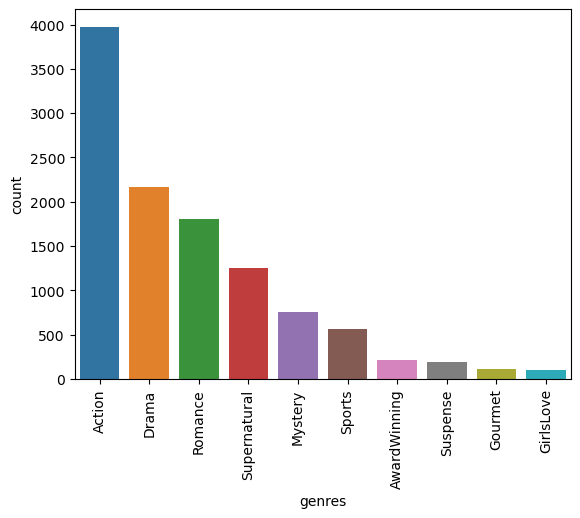 4000
3500
3000
2500
2000
1500
1000
500
0
count
Action
Drama
Romance
Supernatural
Mystery
Sports
AwardWinning
Suspense
Gourmet
GirlsLove
genres